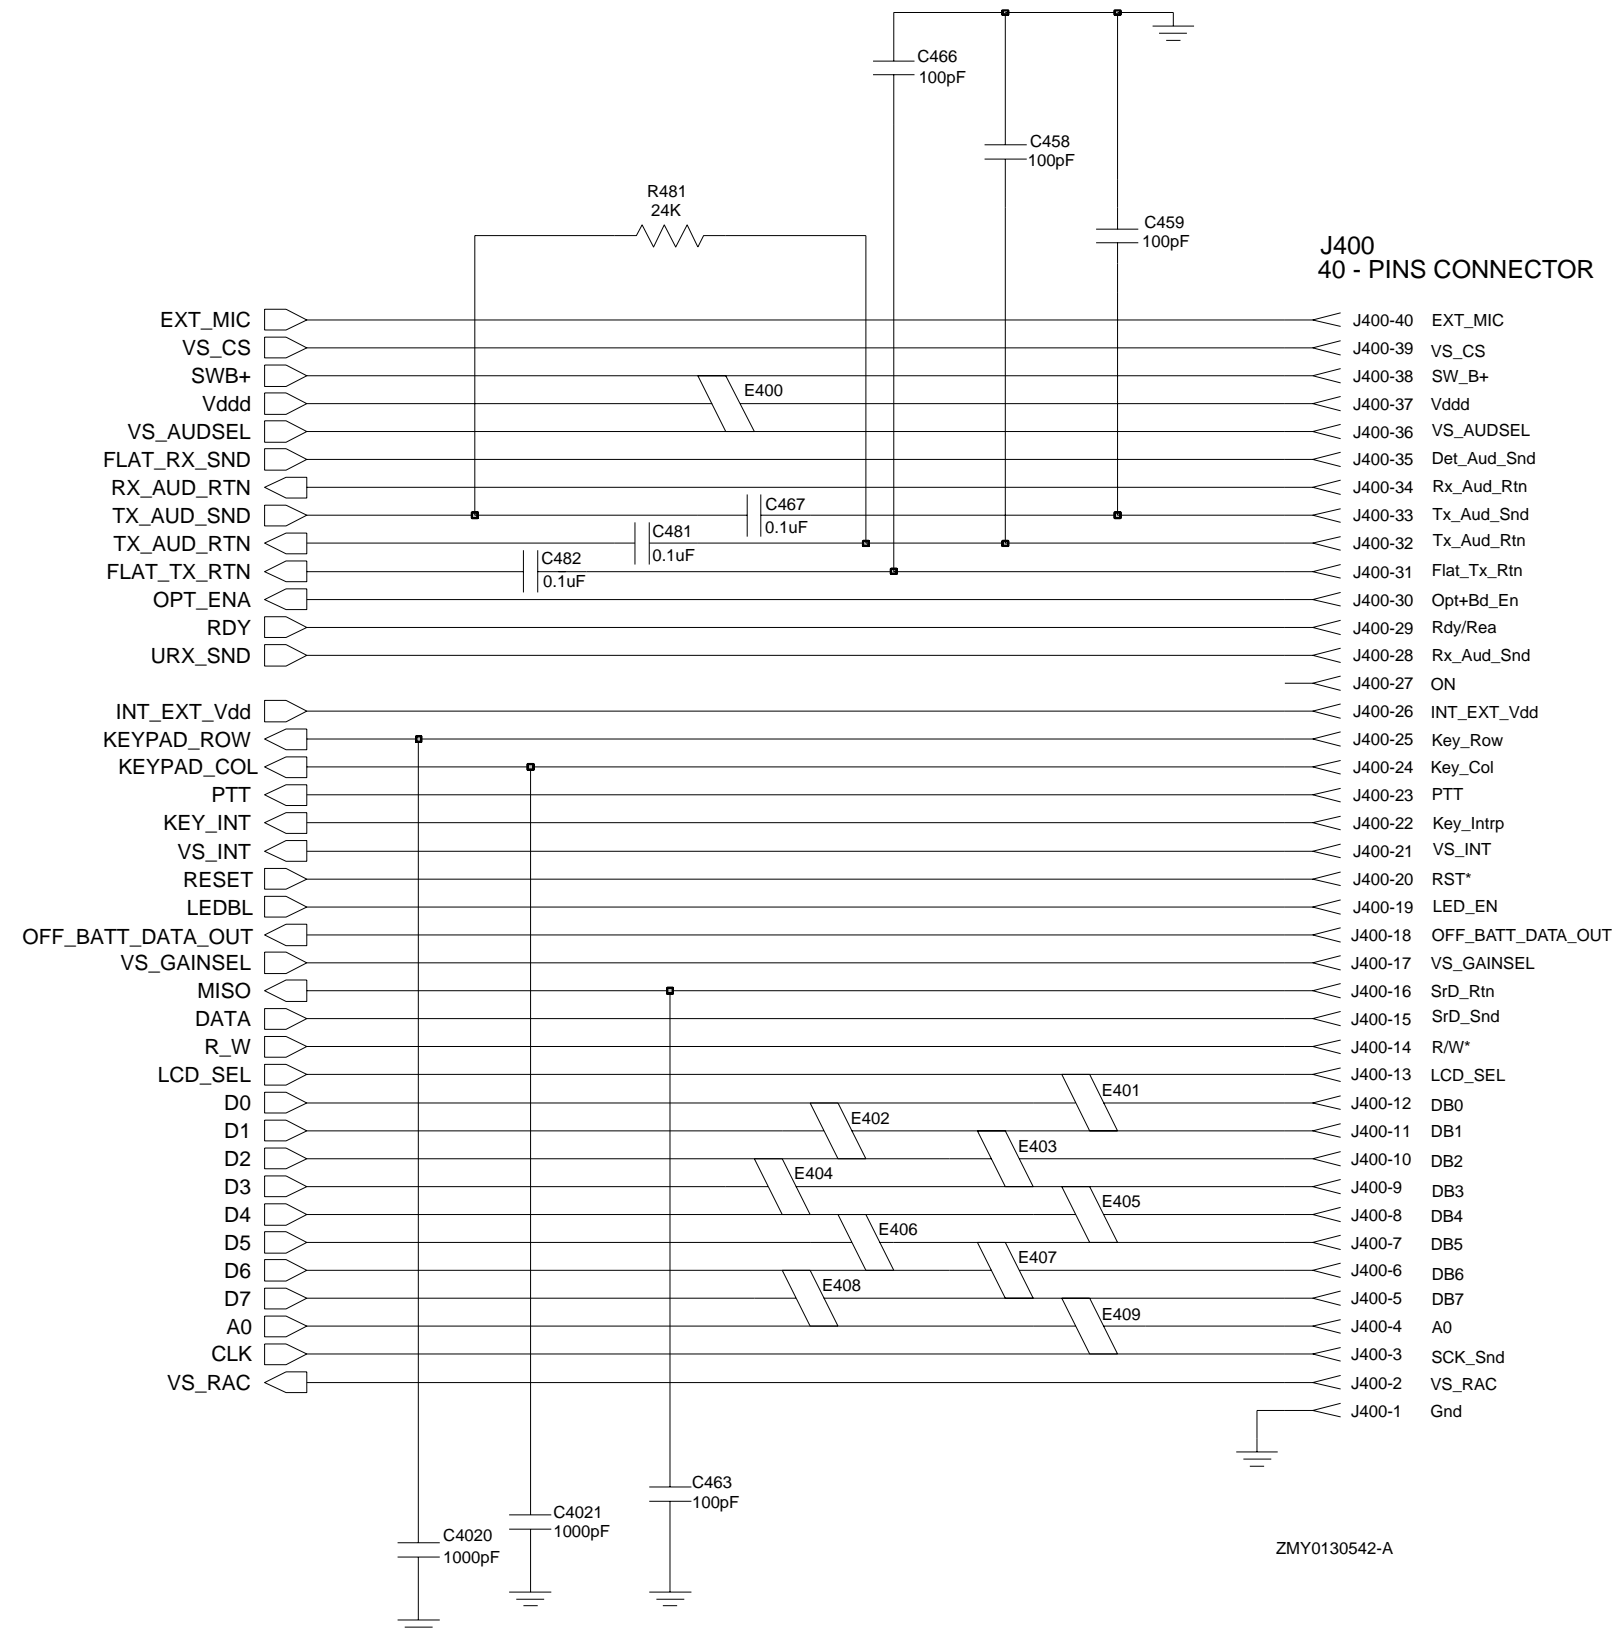 C466
100pF
C458
100pF
R481
24K
C459
100pF
J400
40 - PINS CONNECTOR
EXT_MIC J400-40 EXT_MIC
VS_CS J400-39 VS_CS
SWB+ J400-38 SW_B+
E400
Vddd J400-37 Vddd
VS_AUDSEL J400-36 VS_AUDSEL
FLAT_RX_SND J400-35 Det_Aud_Snd
RX_AUD_RTN J400-34 Rx_Aud_Rtn
C467
TX_AUD_SND J400-33 Tx_Aud_Snd
0.1uF
C481
TX_AUD_RTN J400-32 Tx_Aud_Rtn
0.1uF
C482
FLAT_TX_RTN J400-31 Flat_Tx_Rtn
0.1uF
OPT_ENA J400-30 Opt+Bd_En
RDY J400-29 Rdy/Rea
URX_SND J400-28 Rx_Aud_Snd
J400-27 ON
INT_EXT_Vdd J400-26 INT_EXT_Vdd
KEYPAD_ROW J400-25 Key_Row
KEYPAD_COL J400-24 Key_Col
PTT J400-23 PTT
KEY_INT J400-22 Key_Intrp
VS_INT J400-21 VS_INT
RESET J400-20 RST*
LEDBL J400-19 LED_EN
OFF_BATT_DATA_OUT J400-18 OFF_BATT_DATA_OUT
VS_GAINSEL J400-17 VS_GAINSEL
MISO J400-16 SrD_Rtn
DATA J400-15 SrD_Snd
R_W J400-14 R/W*
LCD_SEL J400-13 LCD_SEL
E401
D0 J400-12 DB0
E402
D1 J400-11 DB1
E403
D2 J400-10 DB2
E404
D3 J400-9 DB3
E405
D4 J400-8 DB4
E406
D5 J400-7 DB5
E407
D6 J400-6 DB6
E408
D7 J400-5 DB7
E409
A0 J400-4 A0
CLK J400-3 SCK_Snd
VS_RAC J400-2 VS_RAC
J400-1 Gnd
C463
100pF
C4021
1000pF
C4020
1000pF
ZMY0130542-A